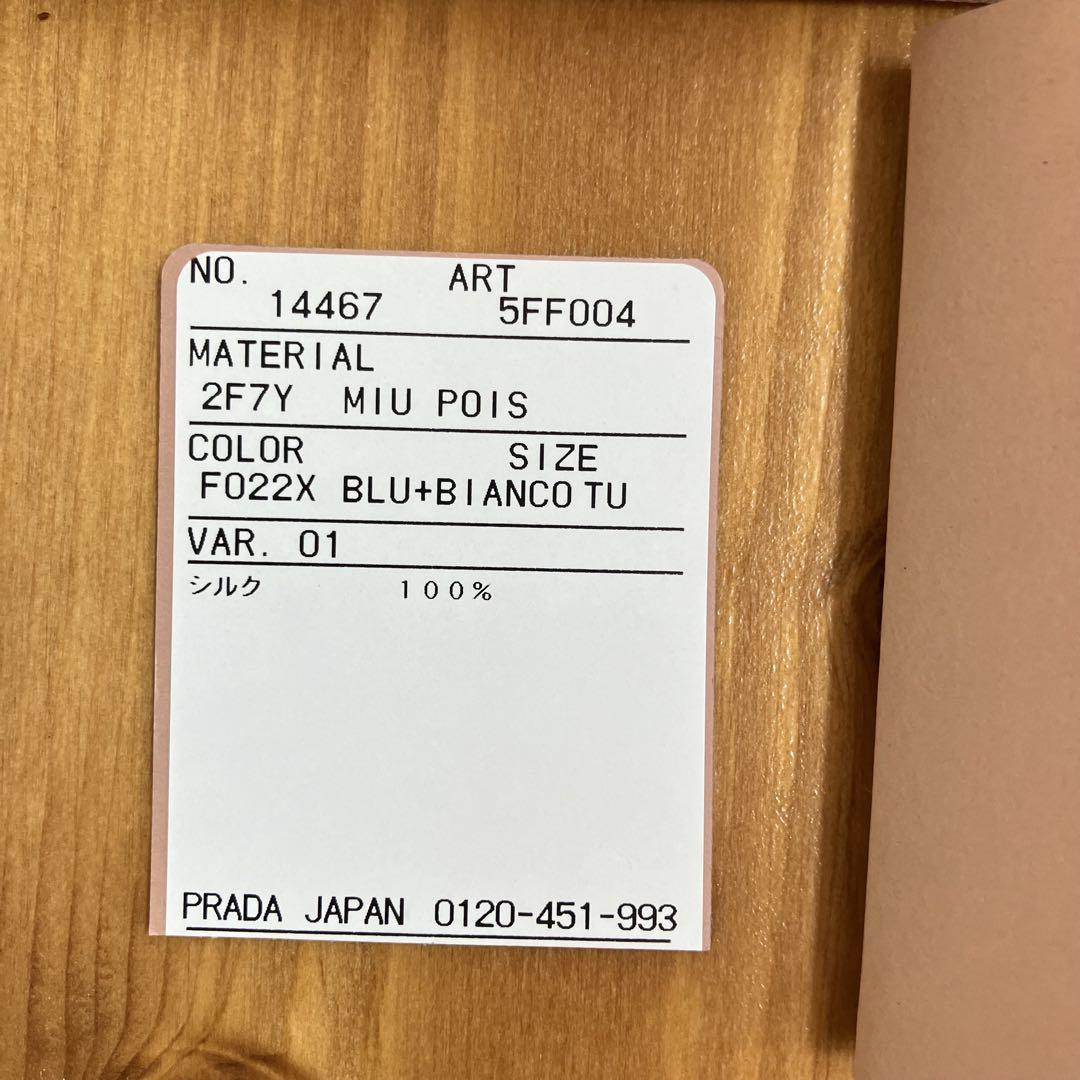 NO. ART
14467 5FF004
MATERIAL
2F7Y MIU POIS
COLOR SIZE
F022X BLU+BIANCO TU
VAR. 01
シルク 100%
PRADA JAPAN 0120-451-993